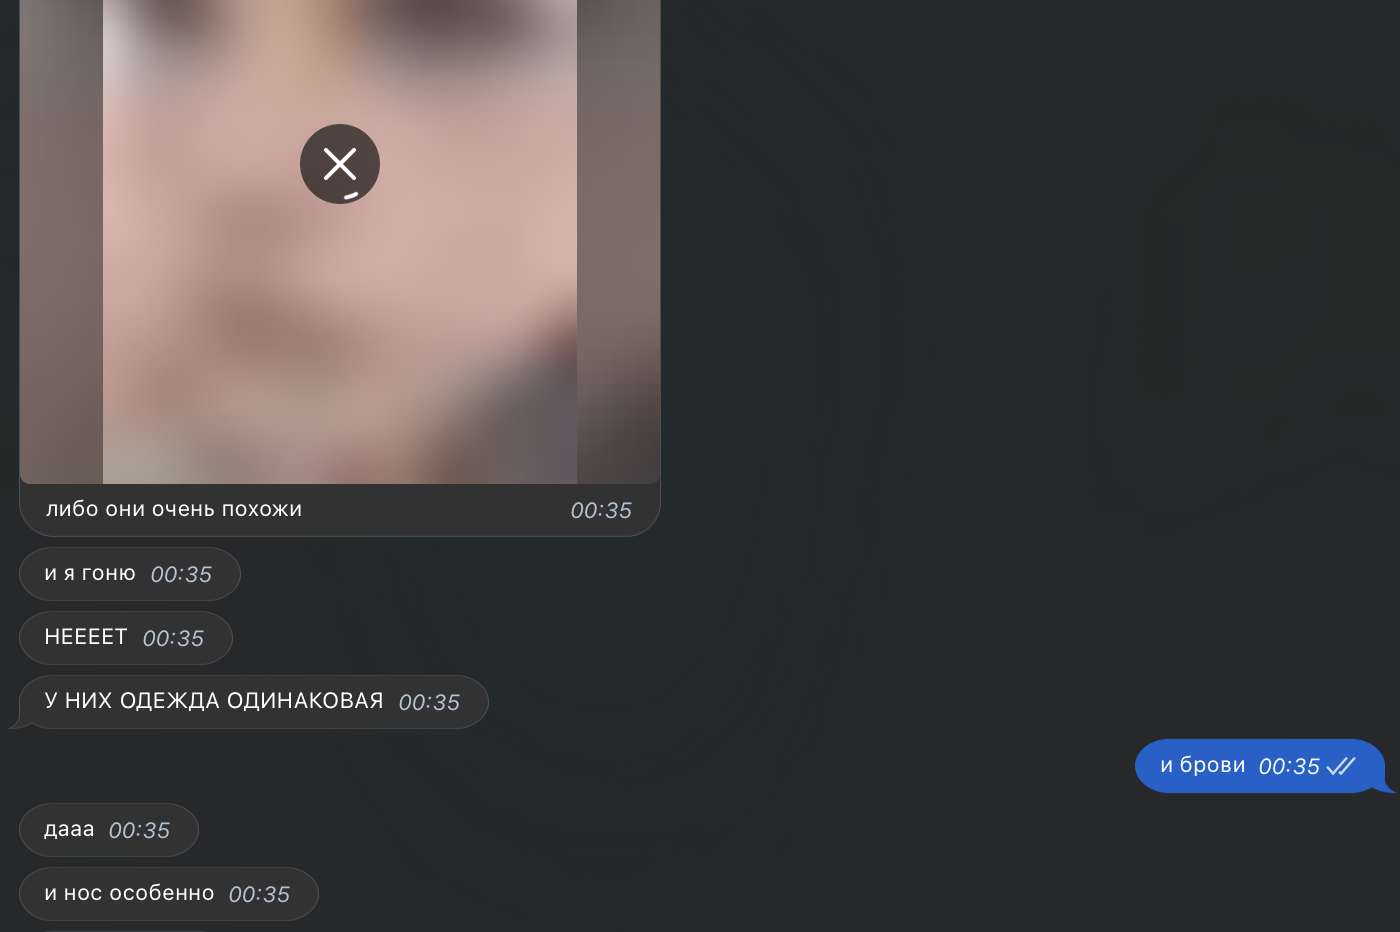 либо они очень похожи 00:35
и я гоню 00:35
НЕЕЕЕТ 00:35
У НИХ ОДЕЖДА ОДИНАКОВАЯ 00:35
и брови 00:35
дааа 00:35
и нос особенно 00:35